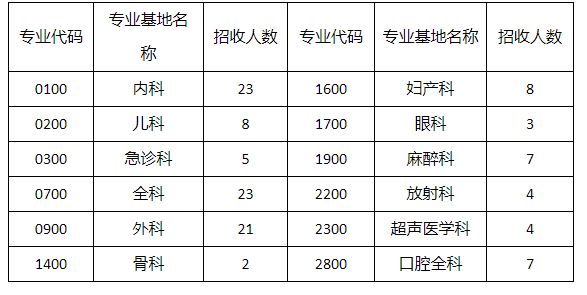 专业代码 专业基地名称 招收人数 专业代码 专业基地名称 招收人数
0100 内科 23 1600 妇产科 8
0200 儿科 8 1700 眼科 3
0300 急诊科 5 1900 麻醉科 7
0700 全科 23 2200 放射科 4
0900 外科 21 2300 超声医学科 4
1400 骨科 2 2800 口腔全科 7